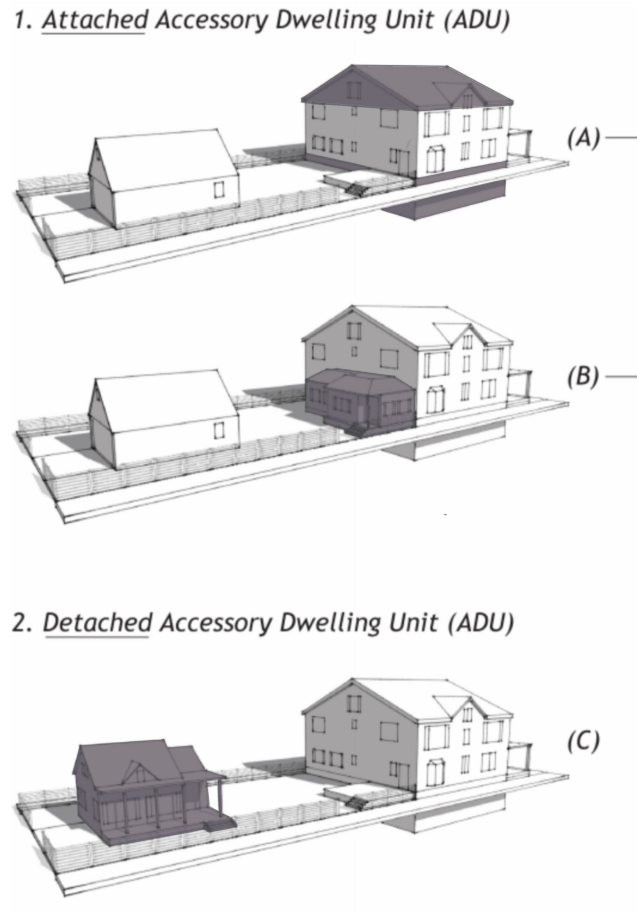 1. Attached Accessory Dwelling Unit (ADU)
(A)
(B)
2. Detached Accessory Dwelling Unit (ADU)
(C)